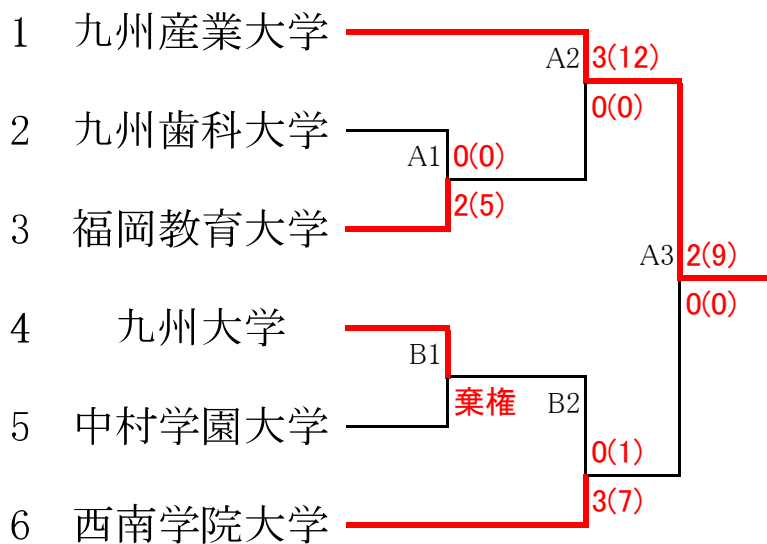 1 九州産業大学
A2 3(12)
0(0)
2 九州歯科大学
A1 0(0)
2(5)
3 福岡教育大学
A3 2(9)
0(0)
4 九州大学
B1
棄権 B2
5 中村学園大学
0(1)
3(7)
6 西南学院大学